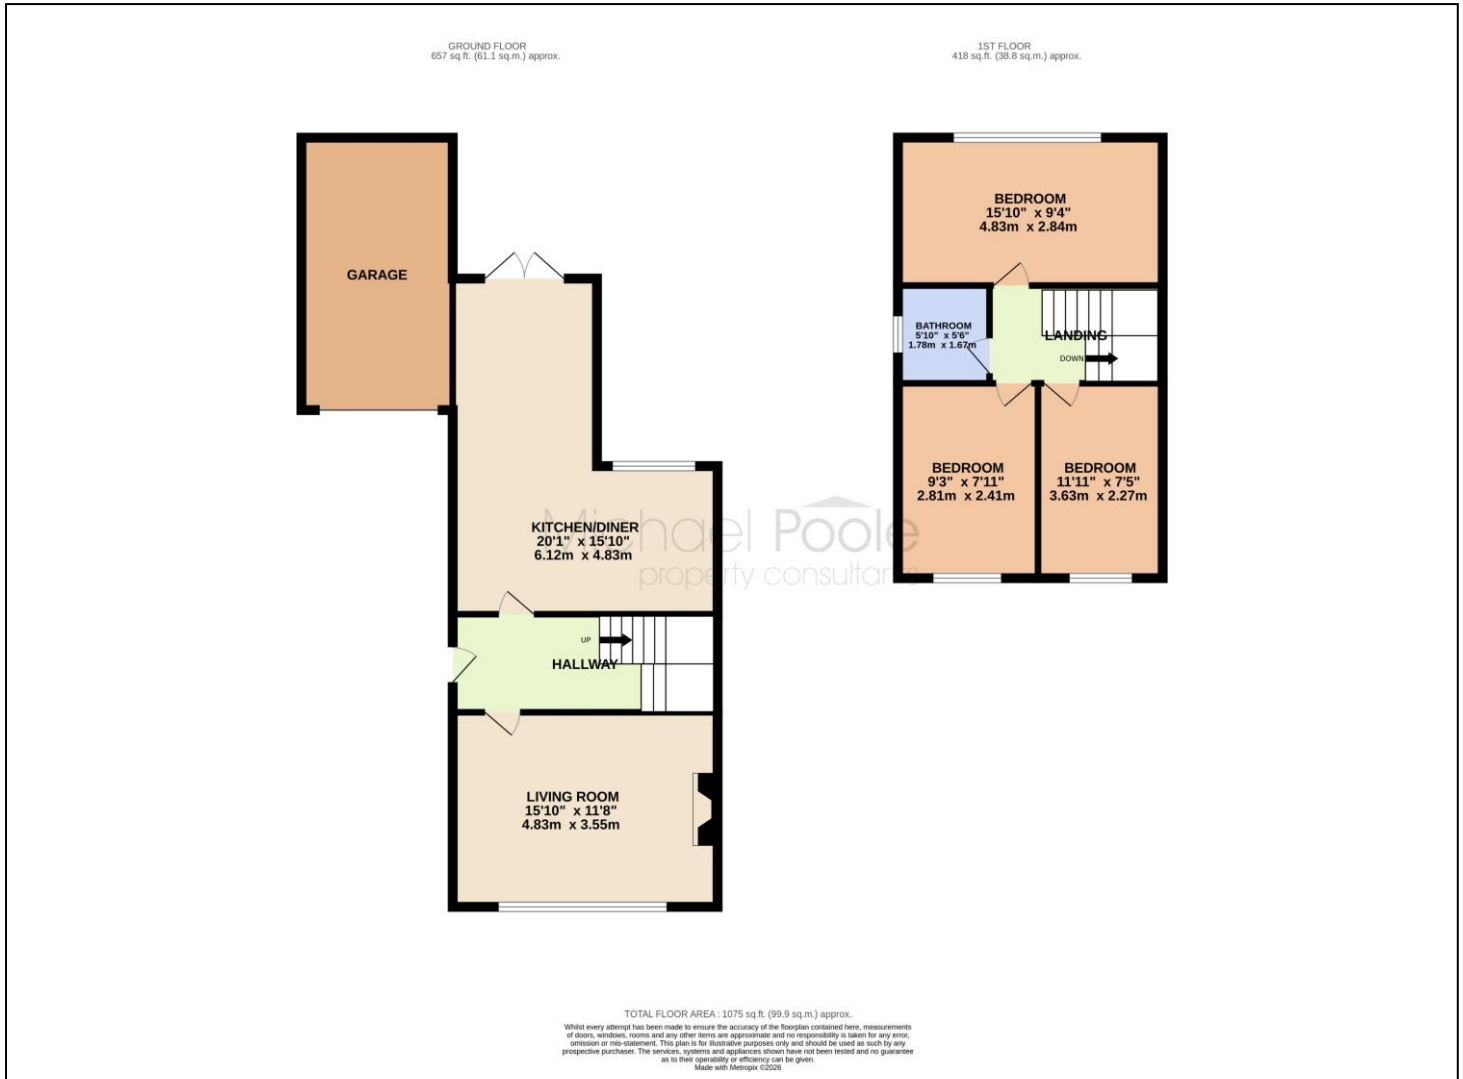 GROUND FLOOR
657 sq.ft. (61.1 sq.m.) approx.
1ST FLOOR
418 sq.ft. (38.8 sq.m.) approx.
GARAGE
KITCHEN/DINER
20'1" x 15'10"
6.12m x 4.83m
UP
HALLWAY
LIVING ROOM
15'10" x 11'8"
4.83m x 3.55m
BEDROOM
15'10" x 9'4"
4.83m x 2.84m
BATHROOM
5'10" x 5'6"
1.78m x 1.67m
LANDING
DOWN
BEDROOM
9'3" x 7'11"
2.81m x 2.41m
BEDROOM
11'11" x 7'5"
3.63m x 2.27m
Michael Poole
property consultants
TOTAL FLOOR AREA : 1075 sq.ft. (99.9 sq.m.) approx.
Whilst every attempt has been made to ensure the accuracy of the floorplan contained here, measurements
of doors, windows, rooms and any other items are approximate and no responsibility is taken for any error,
omission or mis-statement. This plan is for illustrative purposes only and should be used as such by any
prospective purchaser. The services, systems and appliances shown have not been tested and no guarantee
as to their operability or efficiency can be given.
Made with Metropix ©2026